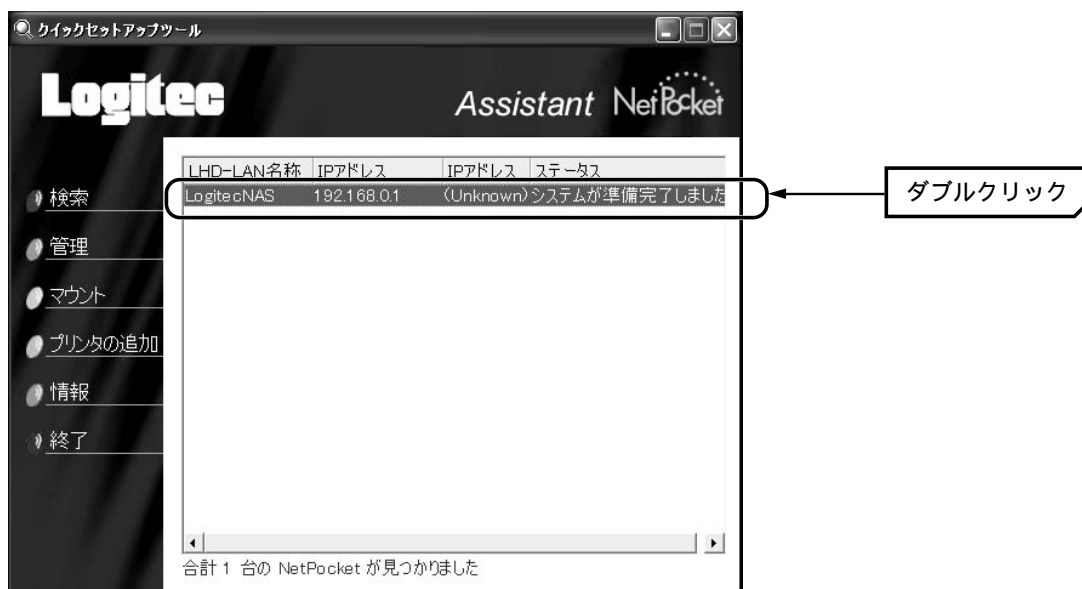 クイックセットアップツール
Logitec
Assistant NetPocket
LHD-LAN名称 IPアドレス IPアドレス ステータス
LogitecNAS 192.168.0.1 (Unknown) システムが準備完了しました
ダブルクリック
検索
管理
マウント
プリンタの追加
情報
終了
合計 1 台の NetPocket が見つかりました